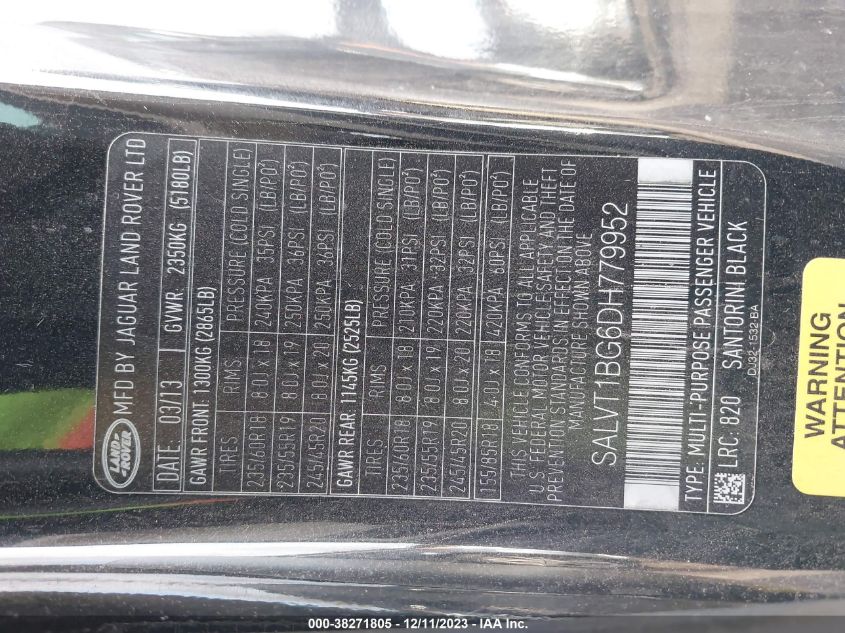 LAND ROVER
MFD BY JAGUAR LAND ROVER LTD
DATE. 03/13 GVWR. 2350KG (5180LB)
GAWR FRONT. 1300KG (2865LB)
TIRES RIMS PRESSURE (COLD SINGLE)
235/60R18 8.0J x 18 240KPA 35PSI (LB/PO²)
235/55R19 8.0J x 19 250KPA 36PSI (LB/PO²)
245/45R20 8.0J x 20 250KPA 36PSI (LB/PO²)
GAWR REAR. 1145KG (2525LB)
TIRES RIMS PRESSURE (COLD SINGLE)
235/60R18 8.0J x 18 210KPA 31PSI (LB/PO²)
235/55R19 8.0J x 19 220KPA 32PSI (LB/PO²)
245/45R20 8.0J x 20 220KPA 32PSI (LB/PO²)
155/85R18 4.0J x 18 420KPA 60PSI (LB/PO²)
THIS VEHICLE CONFORMS TO ALL APPLICABLE
U.S. FEDERAL MOTOR VEHICLE SAFETY AND THEFT
PREVENTION STANDARDS IN EFFECT ON THE DATE OF
MANUFACTURE SHOWN ABOVE
SALVT1BG6DH779952
TYPE: MULTI-PURPOSE PASSENGER VEHICLE
LRC: 820 SANTORINI BLACK
DJ32-1532-BA
WARNING
ATTENTION
000-38271805 - 12/11/2023 - IAA Inc.